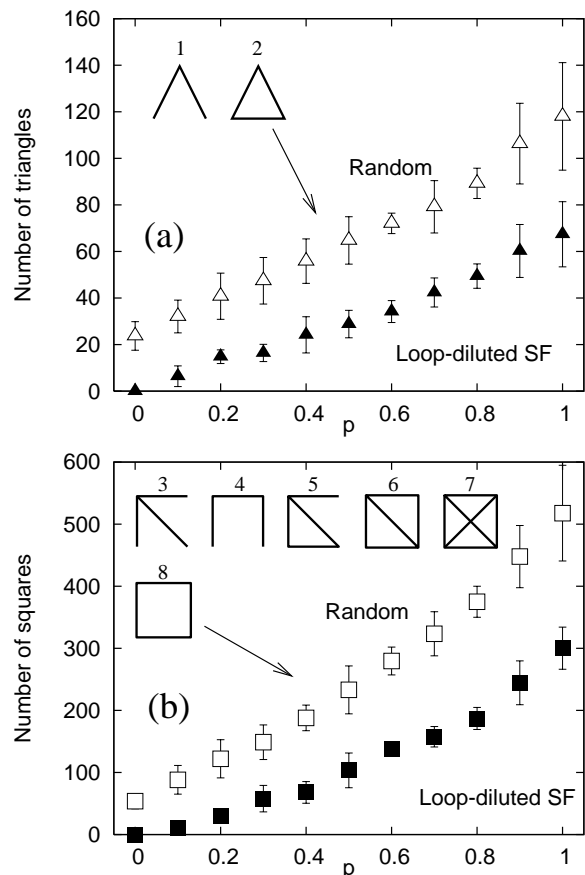 160
140
120
100
80
60
40
20
0
Number of triangles
1 2
Random
(a)
Loop-diluted SF
0 0.2 0.4 0.6 0.8 1
p
600
500
400
300
200
100
0
Number of squares
3 4 5 6 7
8
Random
(b)
Loop-diluted SF
0 0.2 0.4 0.6 0.8 1
p